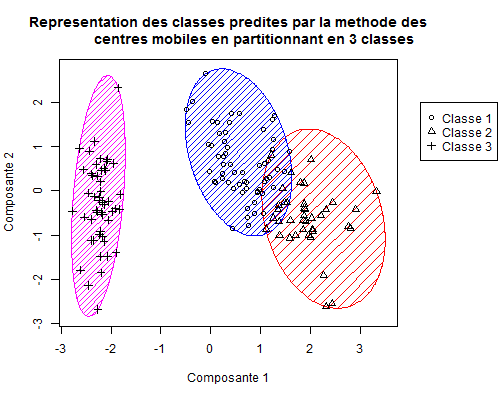 Representation des classes predites par la methode des
centres mobiles en partitionnant en 3 classes
Classe 1
Classe 2
Classe 3
Composante 2
2
1
0
-1
-2
-3
-3
-2
-1
0
1
2
3
Composante 1